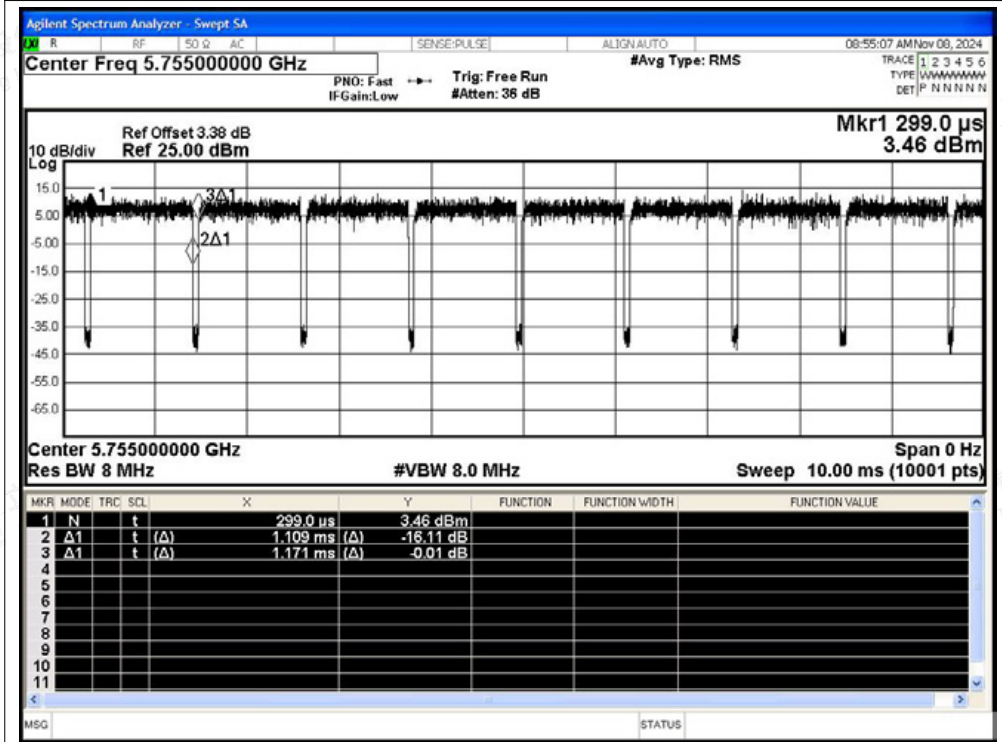 Agilent Spectrum Analyzer - Swept SA
LXI R RF 50 Ω AC SENSE:PULSE ALIGNAUTO 08:55:07 AM Nov 08, 2024
Center Freq 5.755000000 GHz #Avg Type: RMS TRACE 1 2 3 4 5 6
PNO: Fast Trig: Free Run TYPE WWWWWW
IFGain:Low #Atten: 36 dB DET P N N N N N
Mkr1 299.0 µs
Ref Offset 3.38 dB
10 dB/div Ref 25.00 dBm 3.46 dBm
Log
15.0 1 3Δ1
5.00
-5.00 2Δ1
-15.0
-25.0
-35.0
-45.0
-55.0
-65.0
Center 5.755000000 GHz Span 0 Hz
Res BW 8 MHz #VBW 8.0 MHz Sweep 10.00 ms (10001 pts)
MKR MODE TRC SCL X Y FUNCTION FUNCTION WIDTH FUNCTION VALUE
1 N t 299.0 µs 3.46 dBm
2 Δ1 t (Δ) 1.109 ms (Δ) -16.11 dB
3 Δ1 t (Δ) 1.171 ms (Δ) -0.01 dB
4
5
6
7
8
9
10
11
MSG STATUS